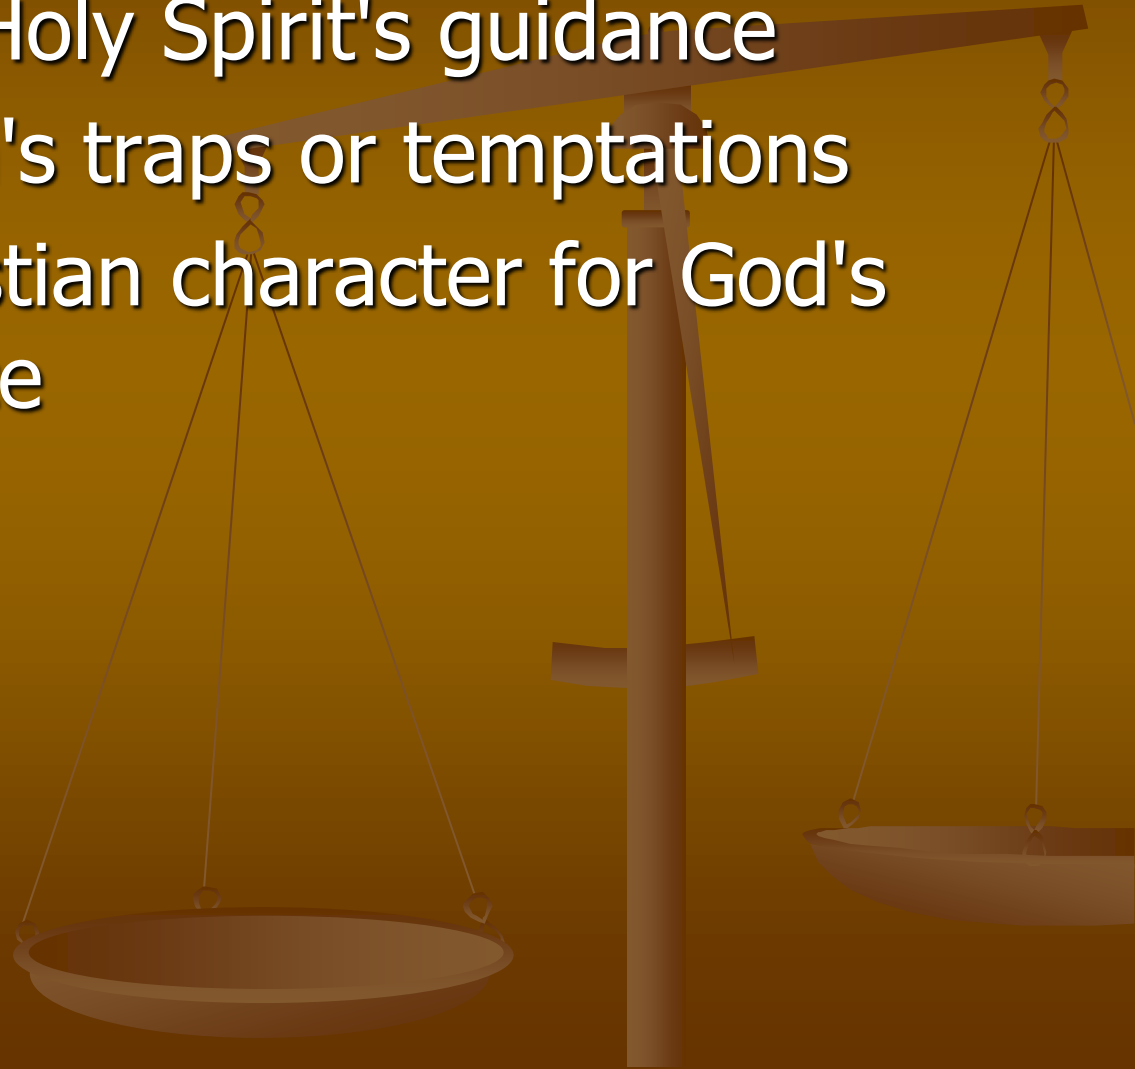 Holy Spirit's guidance
's traps or temptations
stian character for God's
e